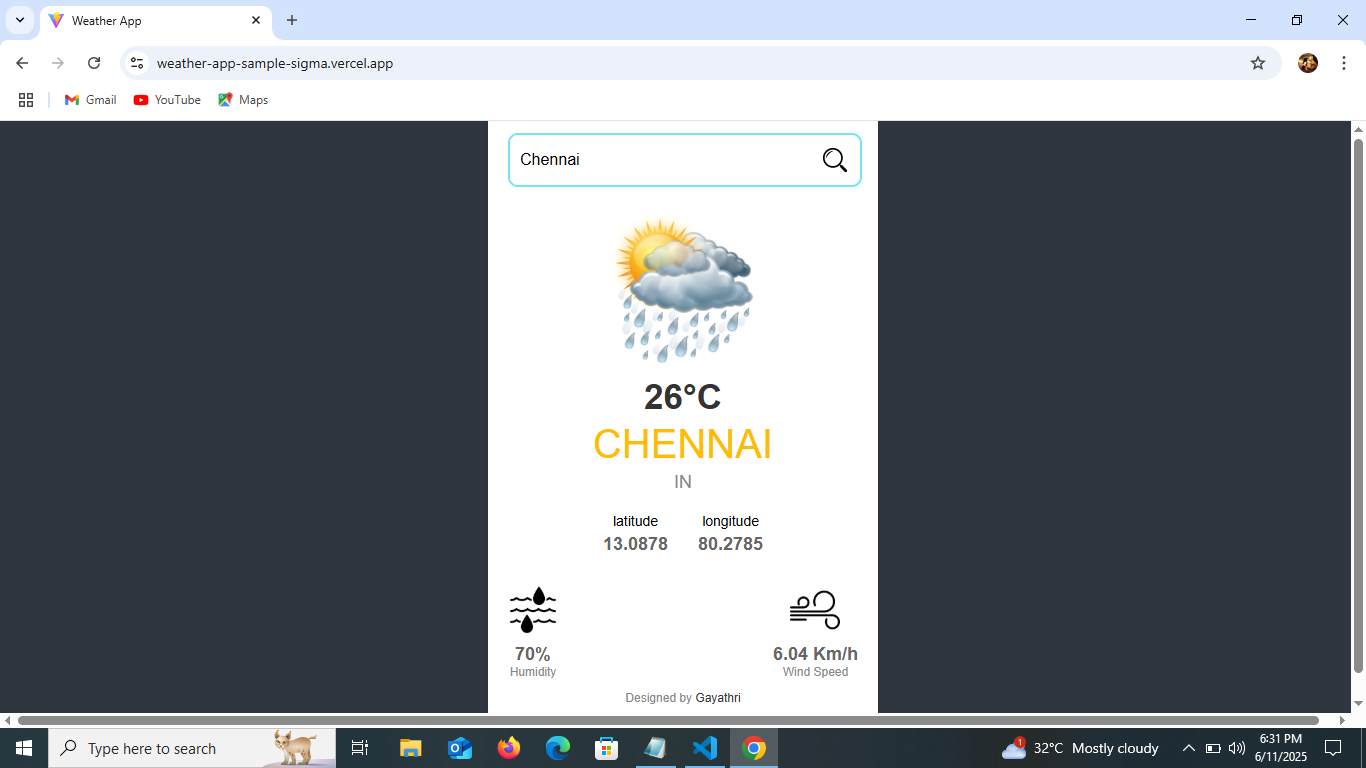 Weather App
weather-app-sample-sigma.vercel.app
Gmail YouTube Maps
Chennai
26°C
CHENNAI
IN
latitude longitude
13.0878 80.2785
70% 6.04 Km/h
Humidity Wind Speed
Designed by Gayathri
Type here to search
1
32°C Mostly cloudy
6:31 PM
6/11/2025